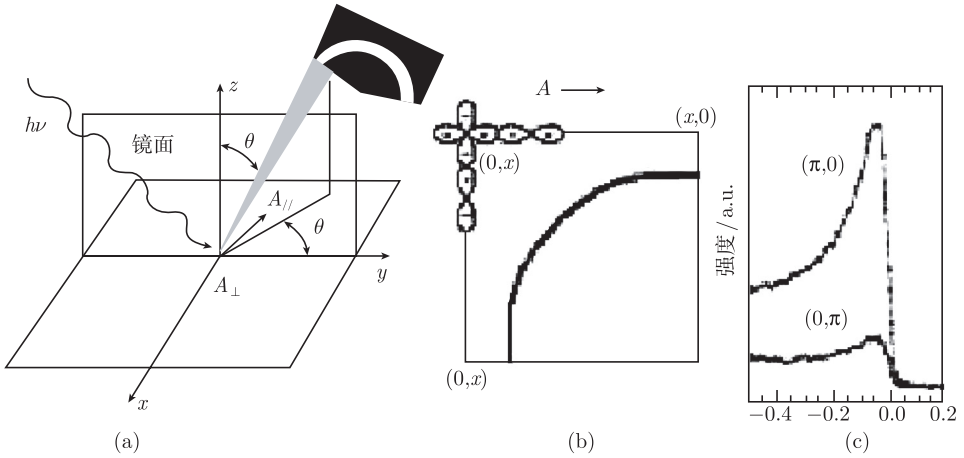 hν
镜面
z
θ
A//
θ
A⊥
y
x
(a)
A
(x,0)
(0,x)
(0,x)
(b)
强度/a.u.
(π,0)
(0,π)
−0.4 −0.2 0.0 0.2
(c)